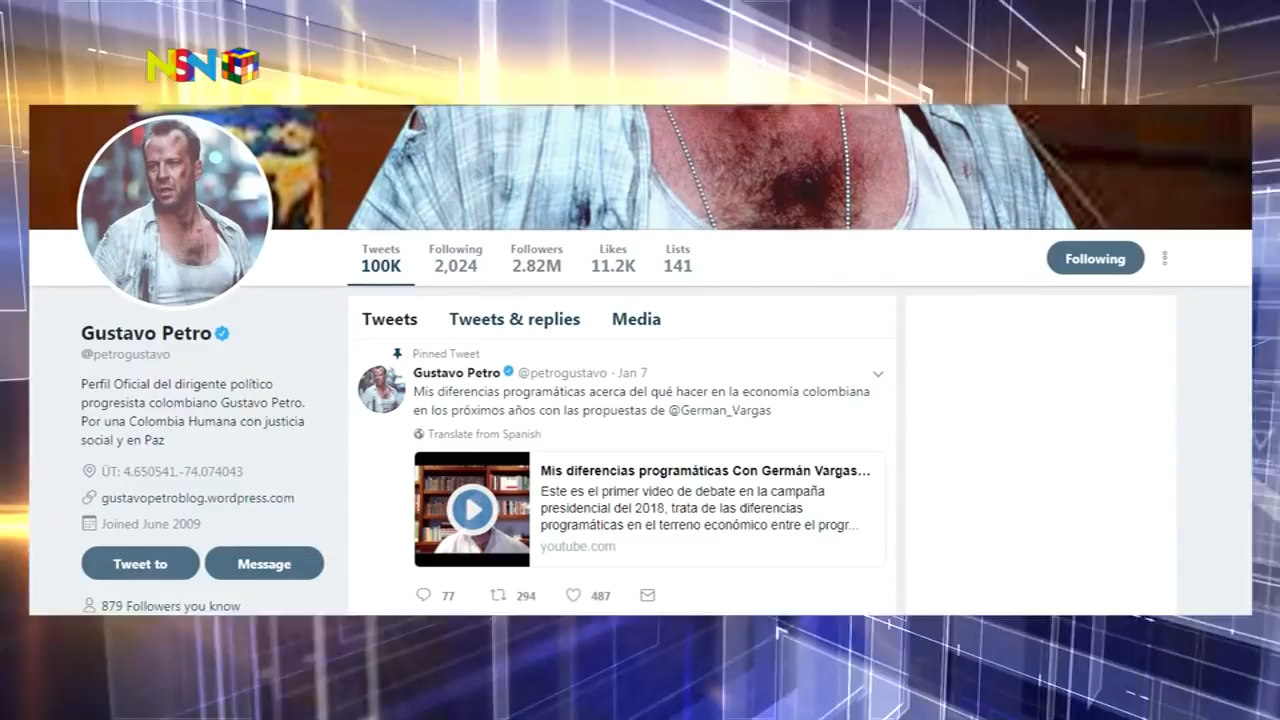 NSN
Tweets Following Followers Likes Lists
100K 2,024 2.82M 11.2K 141
Following
Gustavo Petro
@petrogustavo
Perfil Oficial del dirigente político
progresista colombiano Gustavo Petro.
Por una Colombia Humana con justicia
social y en Paz
ÜT: 4.650541,-74.074043
gustavopetroblog.wordpress.com
Joined June 2009
Tweet to Message
879 Followers you know
Tweets Tweets & replies Media
Pinned Tweet
Gustavo Petro @petrogustavo · Jan 7
Mis diferencias programáticas acerca del qué hacer en la economía colombiana
en los próximos años con las propuestas de @German_Vargas
Translate from Spanish
Mis diferencias programáticas Con Germán Vargas...
Este es el primer video de debate en la campaña
presidencial del 2018, trata de las diferencias
programáticas en el terreno económico entre el progr...
youtube.com
77 294 487